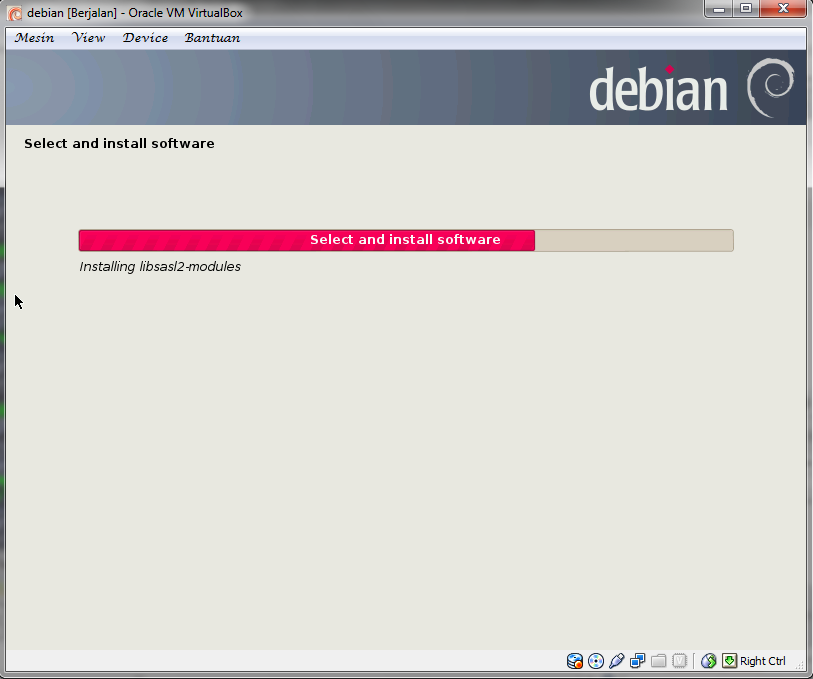 debian [Berjalan] - Oracle VM VirtualBox
Mesin View Device Bantuan
debian
Select and install software
Select and install software
Installing libsasl2-modules
Right Ctrl